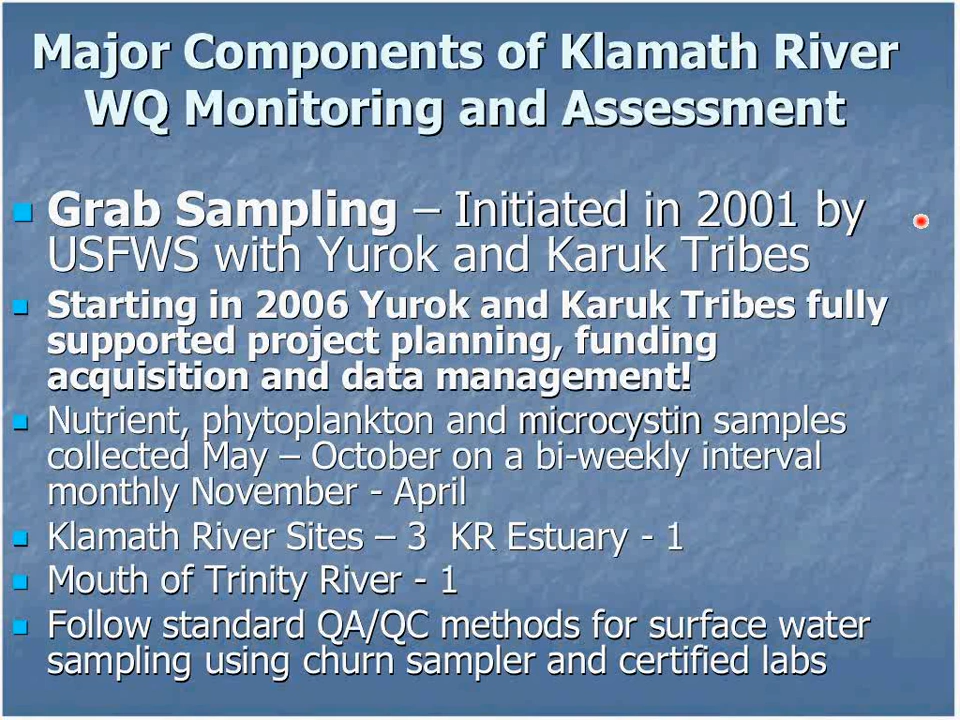 Major Components of Klamath River
WQ Monitoring and Assessment
Grab Sampling – Initiated in 2001 by
USFWS with Yurok and Karuk Tribes
Starting in 2006 Yurok and Karuk Tribes fully
supported project planning, funding
acquisition and data management!
Nutrient, phytoplankton and microcystin samples
collected May – October on a bi-weekly interval
monthly November - April
Klamath River Sites – 3 KR Estuary - 1
Mouth of Trinity River - 1
Follow standard QA/QC methods for surface water
sampling using churn sampler and certified labs